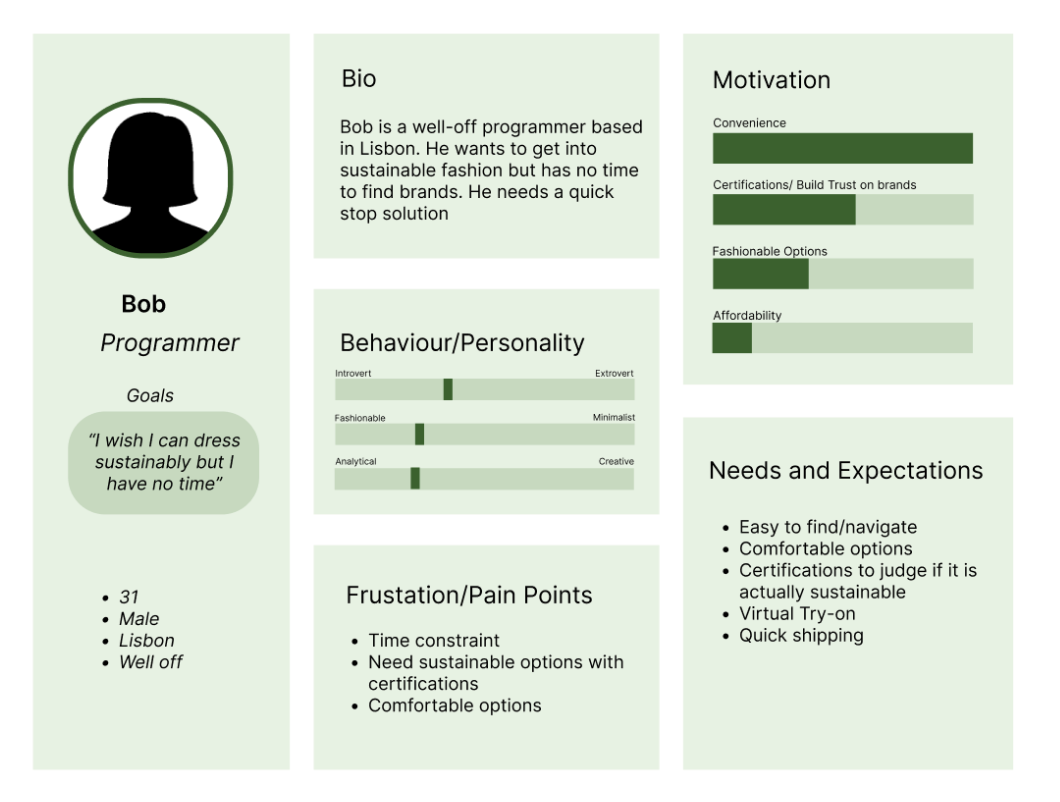 Bob
Programmer
Goals
“I wish I can dress
sustainably but I
have no time”
• 31
• Male
• Lisbon
• Well off
Bio
Bob is a well-off programmer based
in Lisbon. He wants to get into
sustainable fashion but has no time
to find brands. He needs a quick
stop solution
Behaviour/Personality
Introvert Extrovert
Fashionable Minimalist
Analytical Creative
Frustation/Pain Points
• Time constraint
• Need sustainable options with
certifications
• Comfortable options
Motivation
Convenience
Certifications/ Build Trust on brands
Fashionable Options
Affordability
Needs and Expectations
• Easy to find/navigate
• Comfortable options
• Certifications to judge if it is
actually sustainable
• Virtual Try-on
• Quick shipping